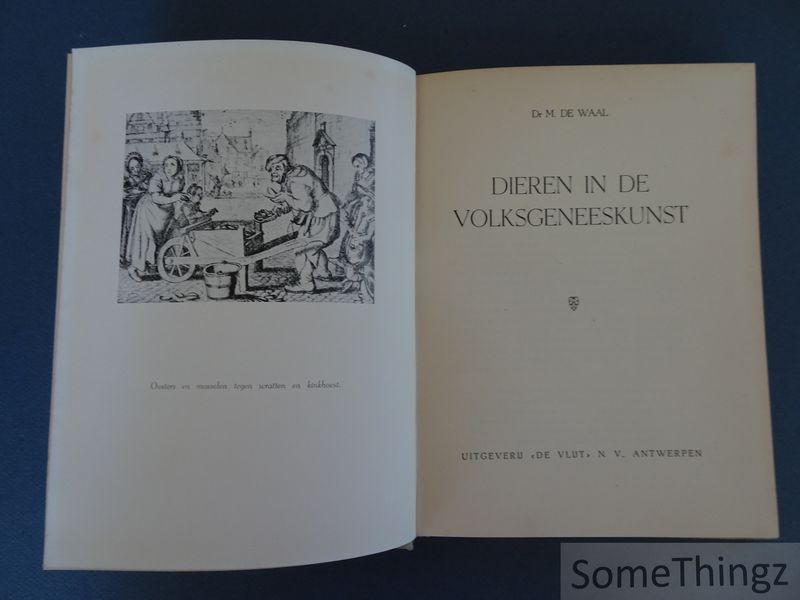 Oesters en mosselen tegen wratten en kinkhoest.
Dr M. DE WAAL
DIEREN IN DE
VOLKSGENEESKUNST
UITGEVERIJ «DE VLIJT» N. V. ANTWERPEN
SomeThingz